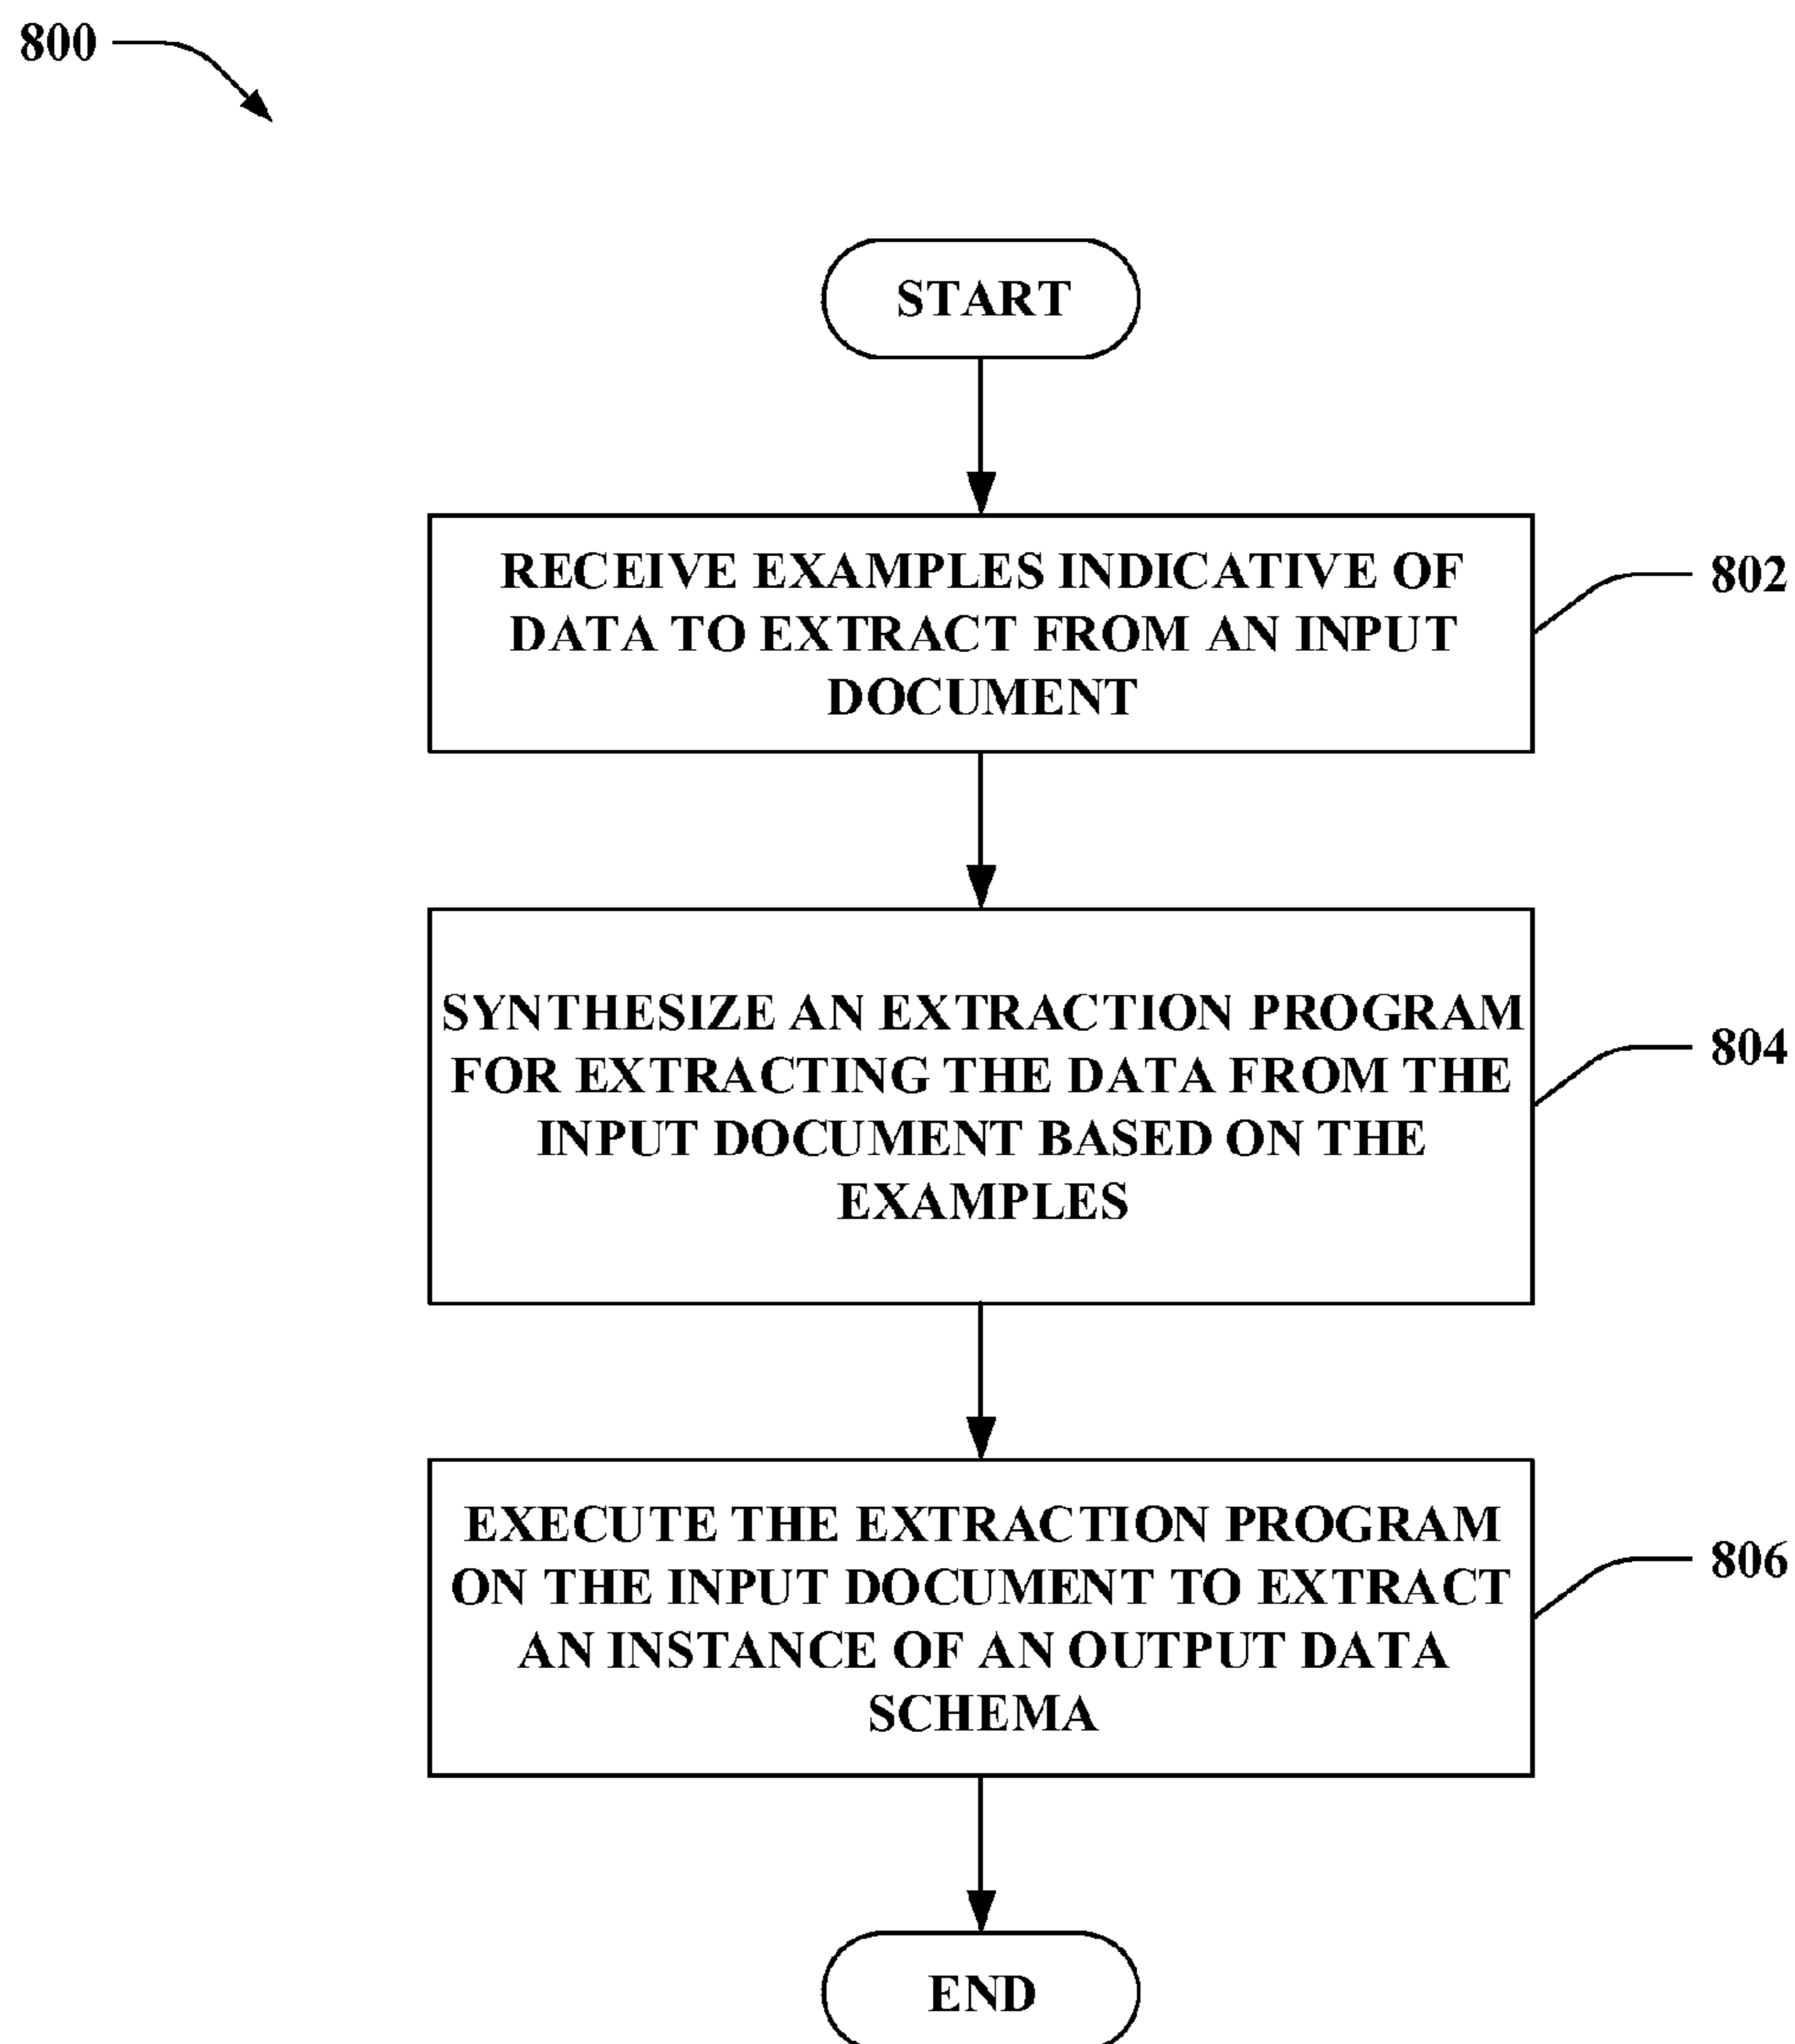 800
START
RECEIVE EXAMPLES INDICATIVE OF
DATA TO EXTRACT FROM AN INPUT
DOCUMENT
802
SYNTHESIZE AN EXTRACTION PROGRAM
FOR EXTRACTING THE DATA FROM THE
INPUT DOCUMENT BASED ON THE
EXAMPLES
804
EXECUTE THE EXTRACTION PROGRAM
ON THE INPUT DOCUMENT TO EXTRACT
AN INSTANCE OF AN OUTPUT DATA
SCHEMA
806
END